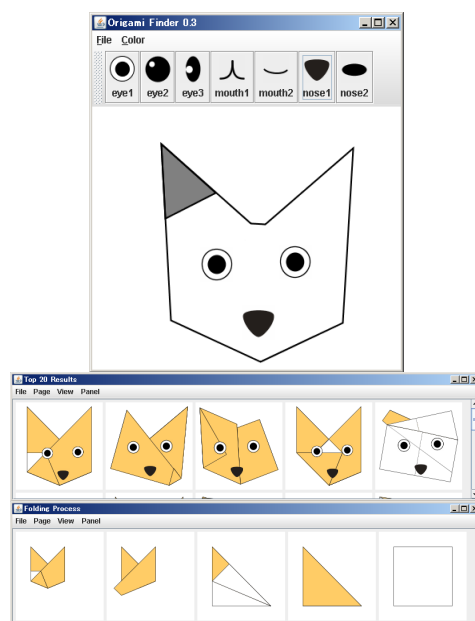 Origami Finder 0.3
File Color
eye1 eye2 eye3 mouth1 mouth2 nose1 nose2
Top 20 Results
File Page View Panel
Folding Process
File Page View Panel